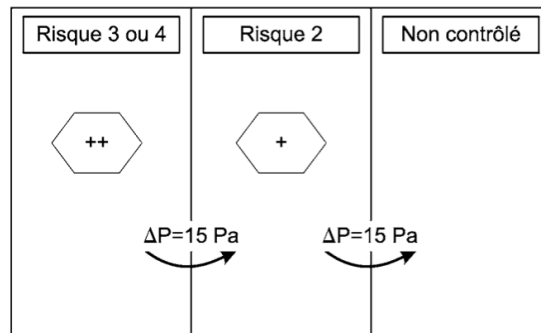 Risque 3 ou 4
Risque 2
Non contrôlé
++
+
ΔP=15 Pa
ΔP=15 Pa